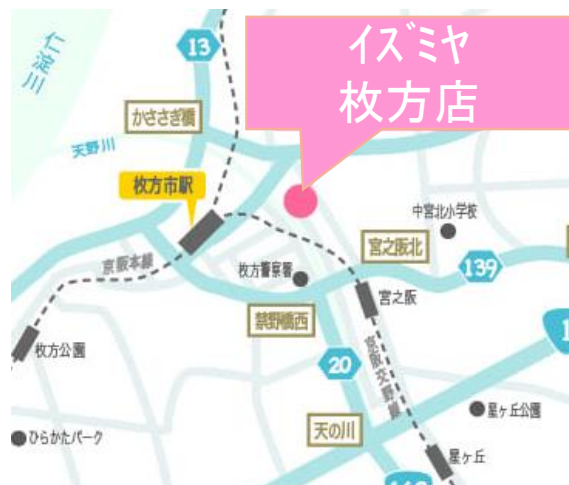 イズミヤ
枚方店
仁淀川
13
かささぎ橋
天野川
枚方市駅
中宮北小学校
宮之阪北
京阪本線
枚方警察署
139
宮之阪
禁野橋西
枚方公園
20
京阪交野線
星ヶ丘公園
天の川
ひらかたパーク
星ヶ丘